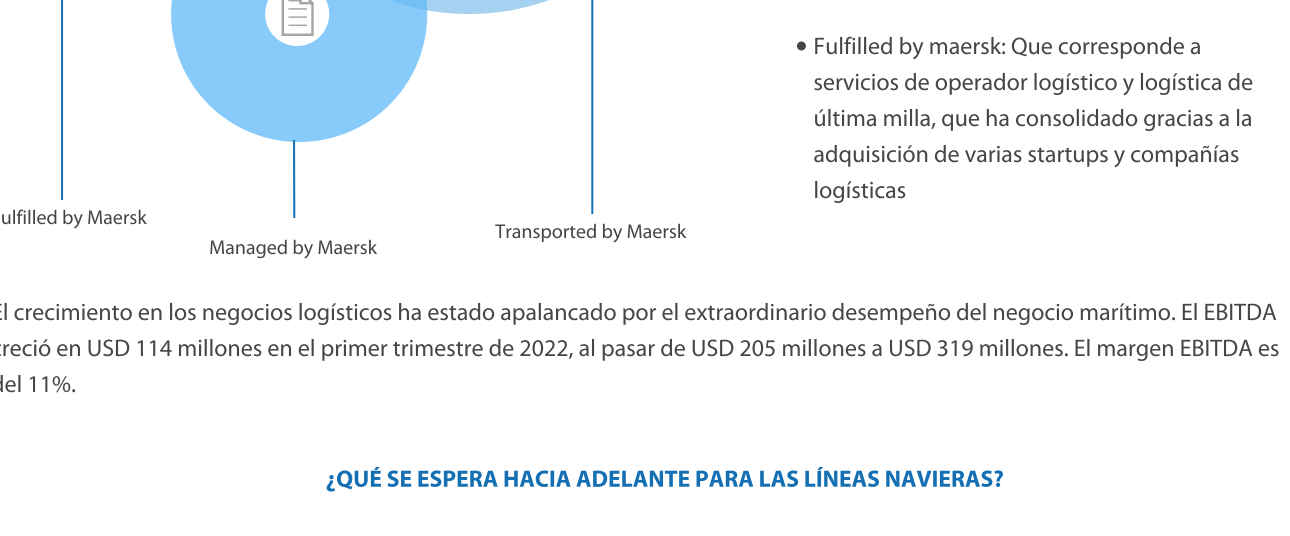 • Fulfilled by maersk: Que corresponde a
servicios de operador logístico y logística de
última milla, que ha consolidado gracias a la
adquisición de varias startups y compañías
logísticas
ulfilled by Maersk
Managed by Maersk
Transported by Maersk
El crecimiento en los negocios logísticos ha estado apalancado por el extraordinario desempeño del negocio marítimo. El EBITDA
creció en USD 114 millones en el primer trimestre de 2022, al pasar de USD 205 millones a USD 319 millones. El margen EBITDA es
del 11%.
¿QUÉ SE ESPERA HACIA ADELANTE PARA LAS LÍNEAS NAVIERAS?